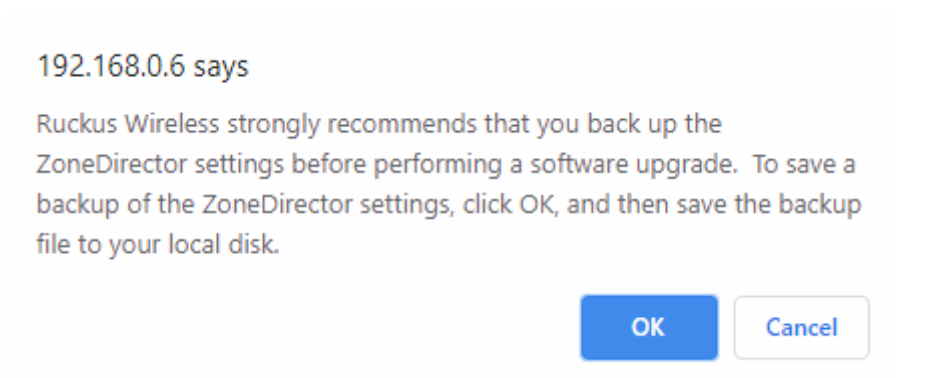 192.168.0.6 says
Ruckus Wireless strongly recommends that you back up the
ZoneDirector settings before performing a software upgrade.  To save a
backup of the ZoneDirector settings, click OK, and then save the backup
file to your local disk.
OK
Cancel